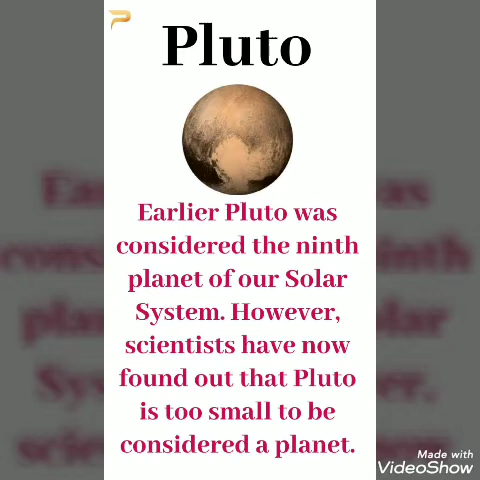 Pluto
Earlier Pluto was
considered the ninth
planet of our Solar
System. However,
scientists have now
found out that Pluto
is too small to be
considered a planet.
Made with
VideoShow